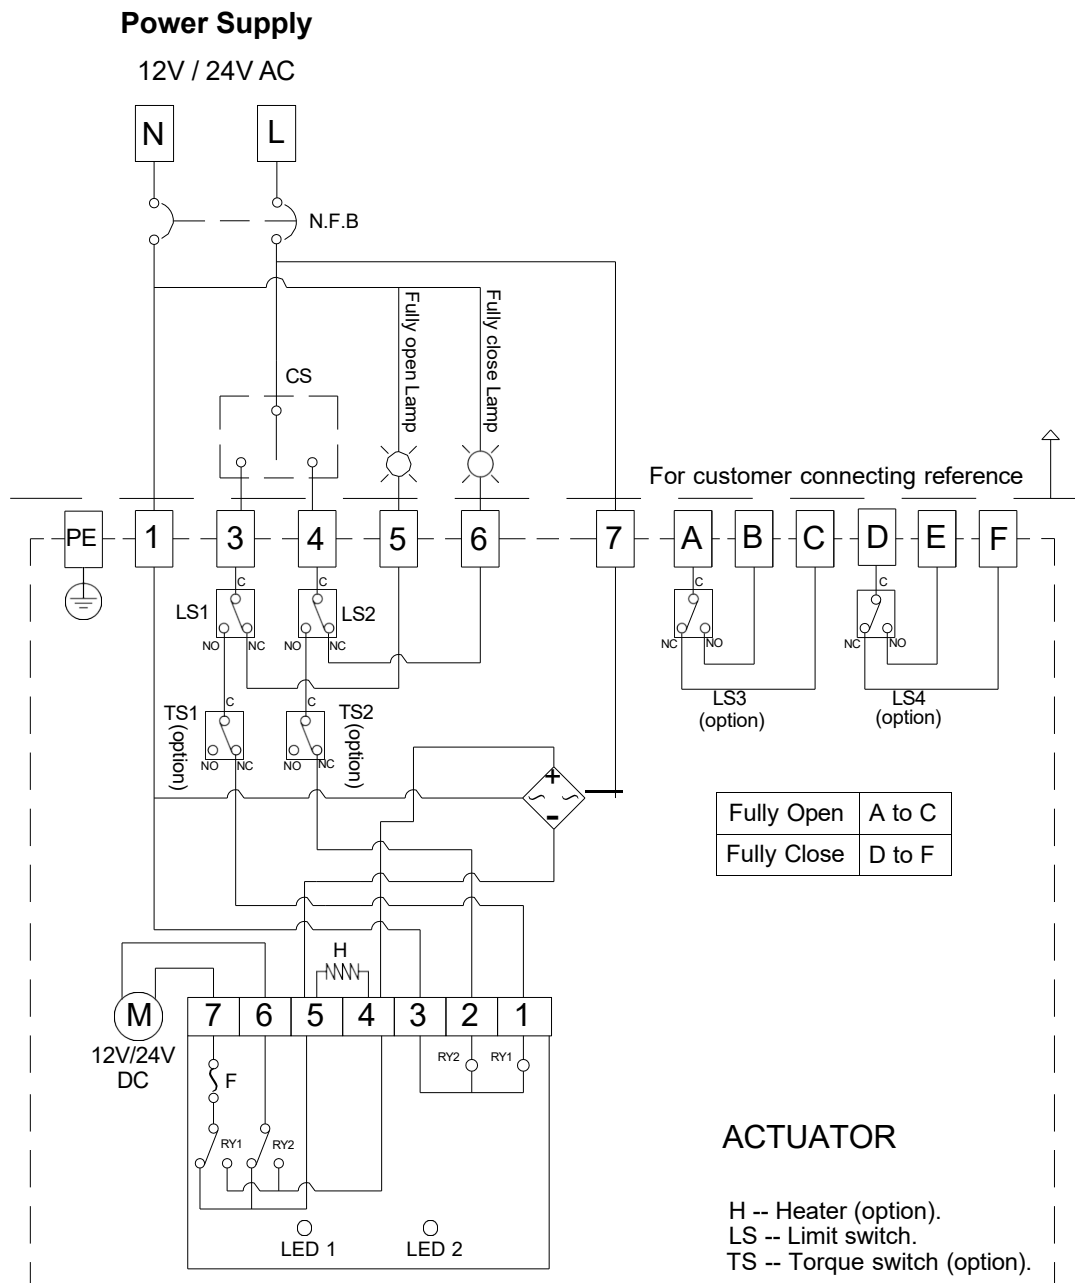 Power Supply
12V / 24V AC
N
L
N.F.B
Fully open Lamp
Fully close Lamp
CS
For customer connecting reference
PE
1
3
4
5
6
7
A
B
C
D
E
F
C
C
C
C
LS1
LS2
NO
NC
NO
NC
NC
NO
NC
NO
LS3
(option)
LS4
(option)
C
C
TS1
(option)
TS2
(option)
NO
NC
NO
NC
+
-
Fully Open A to C
Fully Close D to F
H
M
12V/24V
DC
7 6 5 4 3 2 1
RY2
RY1
F
RY1
RY2
LED 1
LED 2
ACTUATOR
H -- Heater (option).
LS -- Limit switch.
TS -- Torque switch (option).